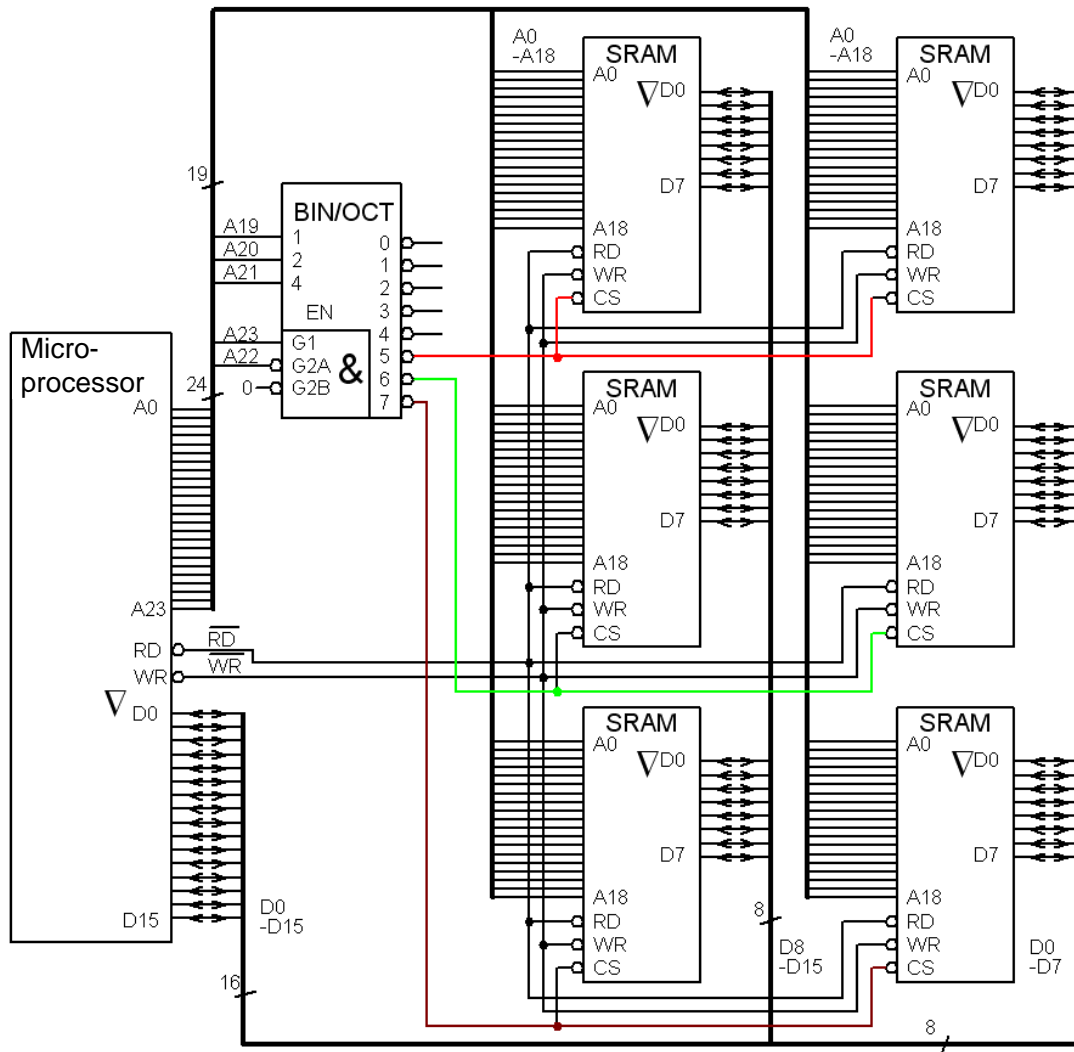 A0
-A18
SRAM
A0
D0
D7
A18
RD
WR
CS
A0
-A18
SRAM
A0
D0
D7
A18
RD
WR
CS
19
BIN/OCT
A19
1
A20
2
A21
4
EN
A23
G1
A22
G2A
0
G2B
&
0
1
2
3
4
5
6
7
Micro-
processor
24
A0
A23
RD
RD
WR
WR
D0
D15
D0
-D15
16
SRAM
A0
D0
D7
A18
RD
WR
CS
SRAM
A0
D0
D7
A18
RD
WR
CS
SRAM
A0
D0
D7
A18
RD
WR
CS
8
D8
-D15
SRAM
A0
D0
D7
A18
RD
WR
CS
D0
-D7
8